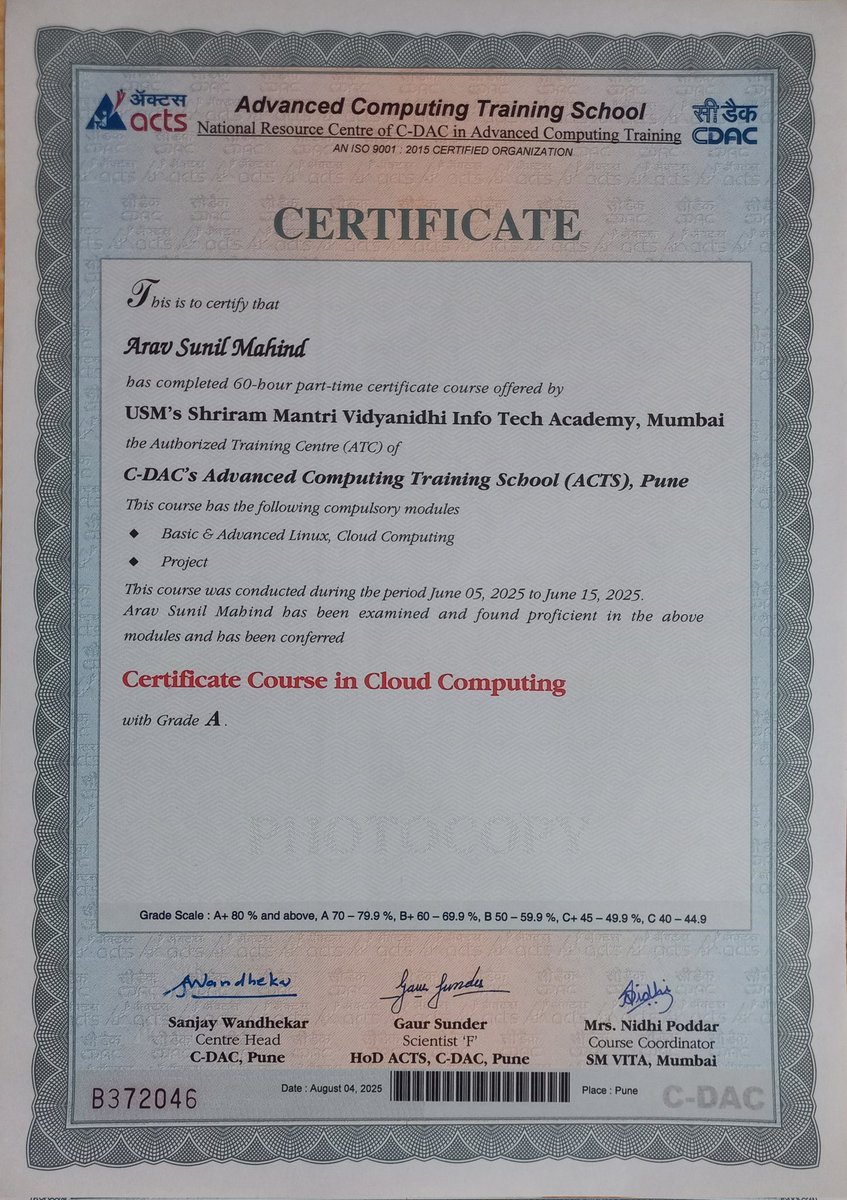 ॲक्टस
acts
Advanced Computing Training School
National Resource Centre of C-DAC in Advanced Computing Training
AN ISO 9001 : 2015 CERTIFIED ORGANIZATION
सी डैक
CDAC
CERTIFICATE
This is to certify that
Arav Sunil Mahind
has completed 60-hour part-time certificate course offered by
USM's Shriram Mantri Vidyanidhi Info Tech Academy, Mumbai
the Authorized Training Centre (ATC) of
C-DAC's Advanced Computing Training School (ACTS), Pune
This course has the following compulsory modules
◆ Basic & Advanced Linux, Cloud Computing
◆ Project
This course was conducted during the period June 05, 2025 to June 15, 2025.
Arav Sunil Mahind has been examined and found proficient in the above
modules and has been conferred
Certificate Course in Cloud Computing
with Grade A .
PHOTOCOPY
Grade Scale : A+ 80 % and above, A 70 – 79.9 %, B+ 60 – 69.9 %, B 50 – 59.9 %, C+ 45 – 49.9 %, C 40 – 44.9
Sanjay Wandhekar
Centre Head
C-DAC, Pune
Gaur Sunder
Gaur Sunder
Scientist 'F'
HoD ACTS, C-DAC, Pune
Mrs. Nidhi Poddar
Course Coordinator
SM VITA, Mumbai
B372046
Date : August 04, 2025
Place : Pune
C-DAC